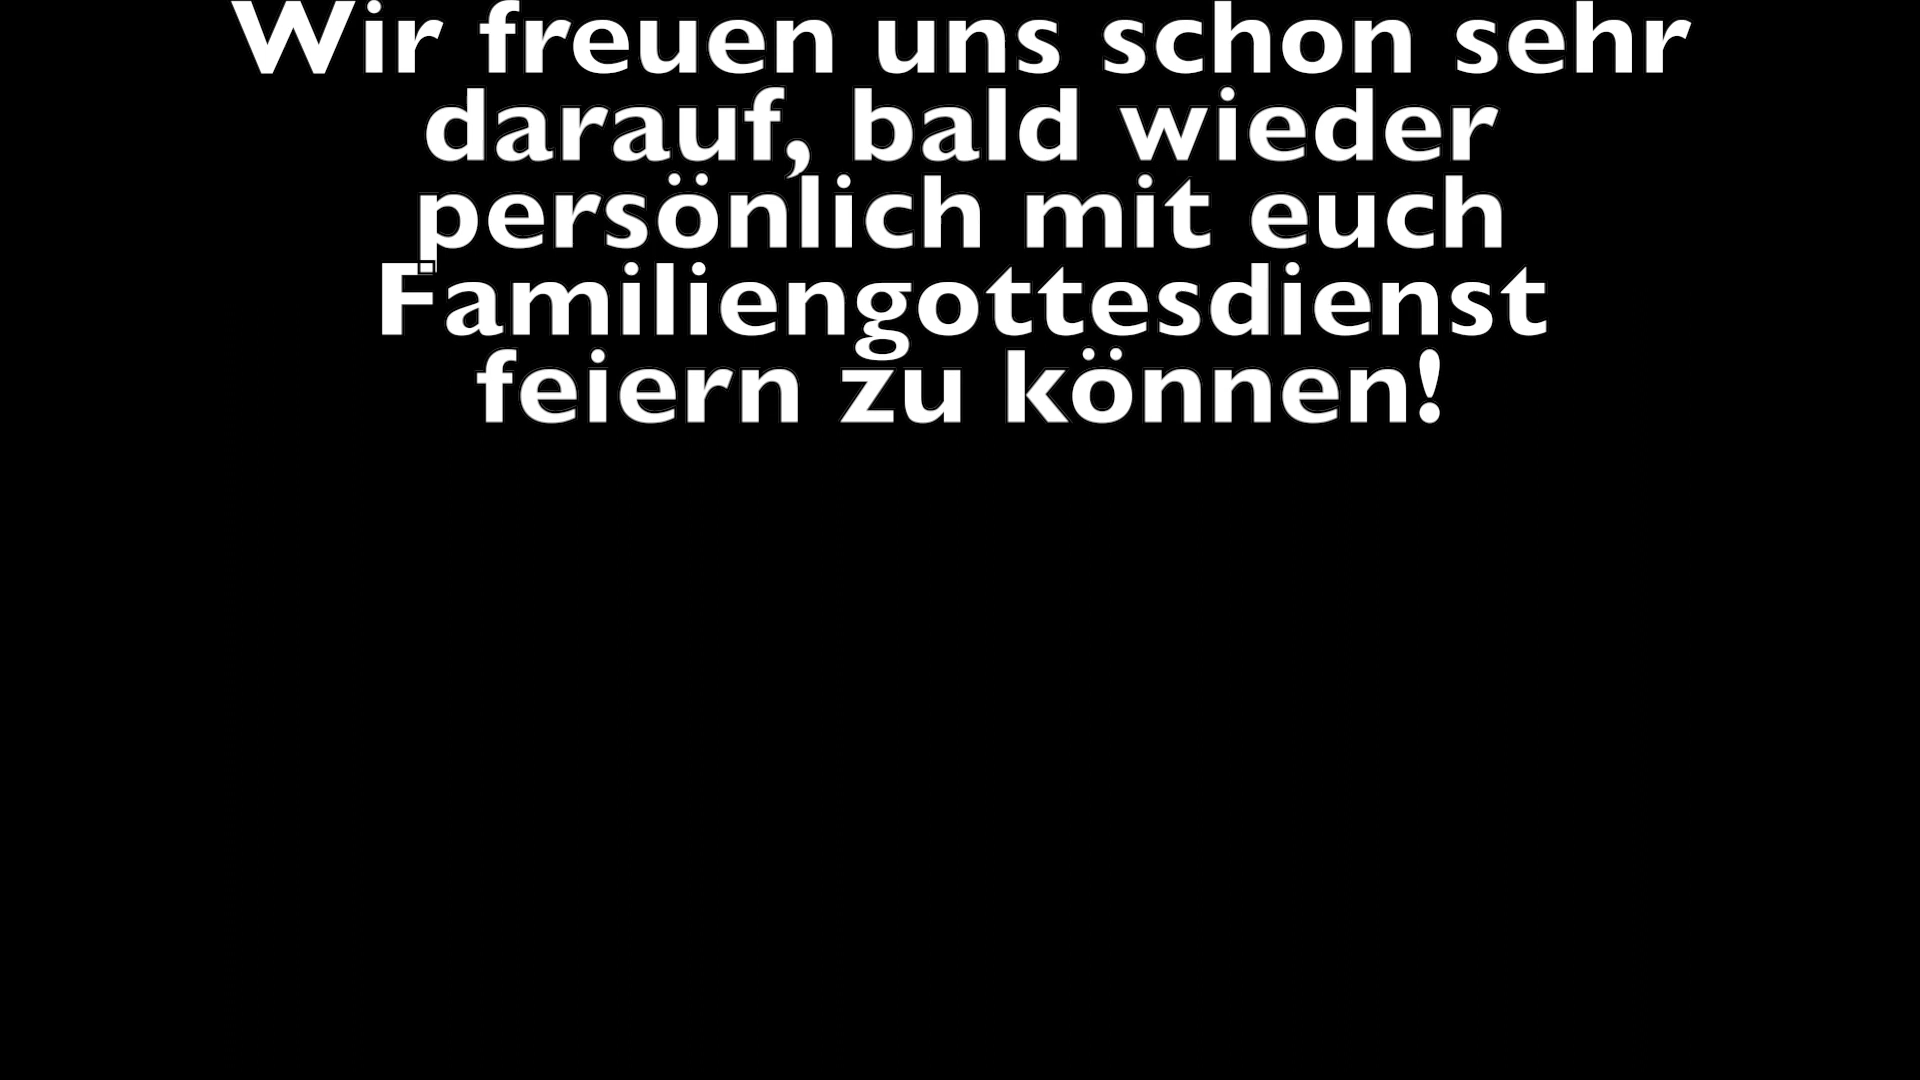 Wir freuen uns schon sehr
darauf, bald wieder
persönlich mit euch
Familiengottesdienst
feiern zu können!